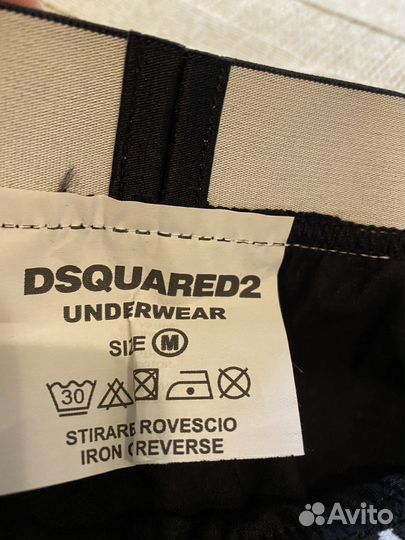 DSQUARED2
UNDERWEAR
SIZE M
30
STIRARE ROVESCIO
IRON REVERSE
Avito